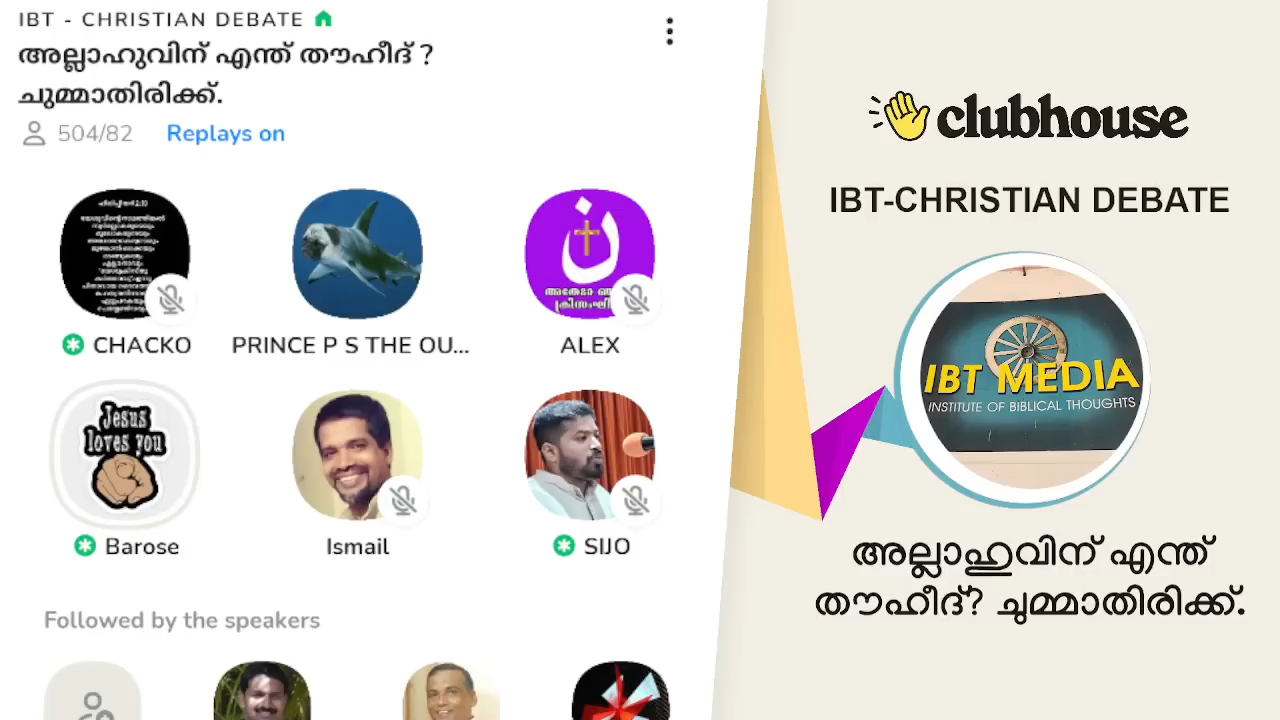 IBT - CHRISTIAN DEBATE
അല്ലാഹുവിന് എന്ത് തൗഹീദ് ?
ചുമ്മാതിരിക്ക്.
504/82 Replays on
CHACKO
PRINCE P S THE OU...
ALEX
Jesus
loves you
Barose
Ismail
SIJO
Followed by the speakers
clubhouse
IBT-CHRISTIAN DEBATE
IBT MEDIA
INSTITUTE OF BIBLICAL THOUGHTS
അല്ലാഹുവിന് എന്ത്
തൗഹീദ്? ചുമ്മാതിരിക്ക്.